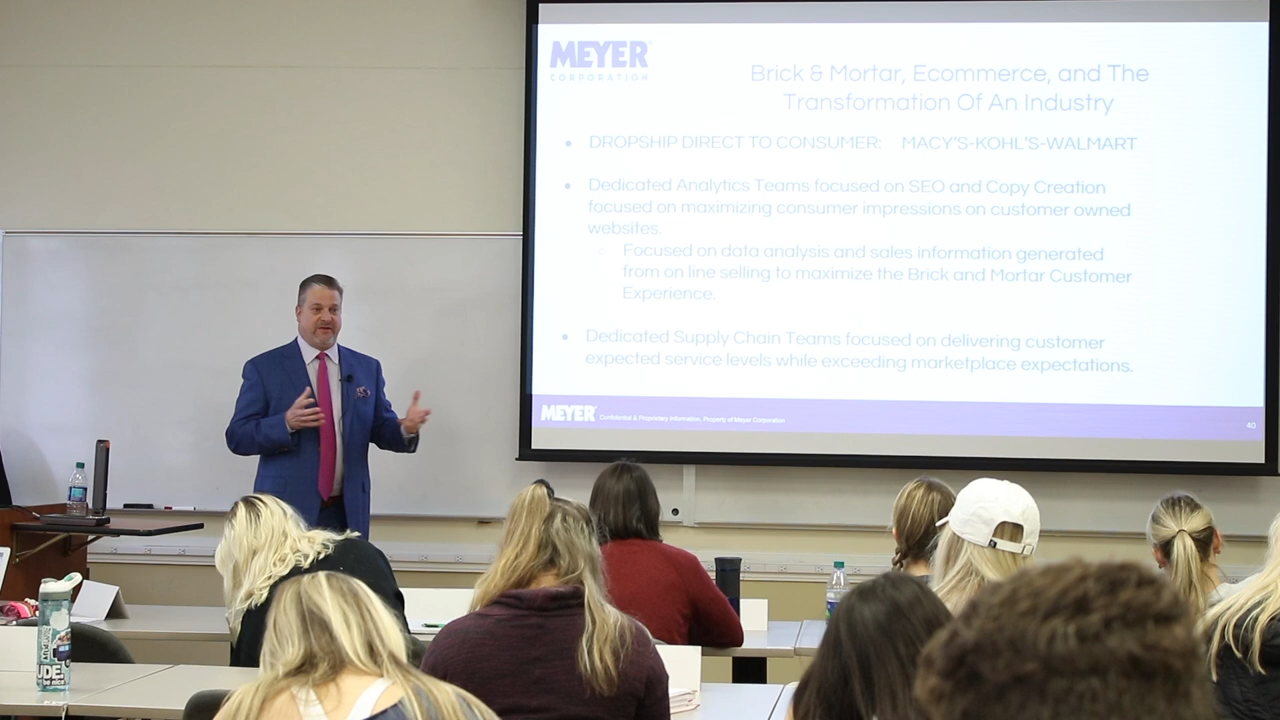 MEYER
CORPORATION
Brick & Mortar, Ecommerce, and The
Transformation Of An Industry
• DROPSHIP DIRECT TO CONSUMER: MACY'S-KOHL'S-WALMART
• Dedicated Analytics Teams focused on SEO and Copy Creation
focused on maximizing consumer impressions on customer owned
websites.
Focused on data analysis and sales information generated
from on line selling to maximize the Brick and Mortar Customer
Experience.
• Dedicated Supply Chain Teams focused on delivering customer
expected service levels while exceeding marketplace expectations.
MEYER Confidential & Proprietary Information, Property of Meyer Corporation
40